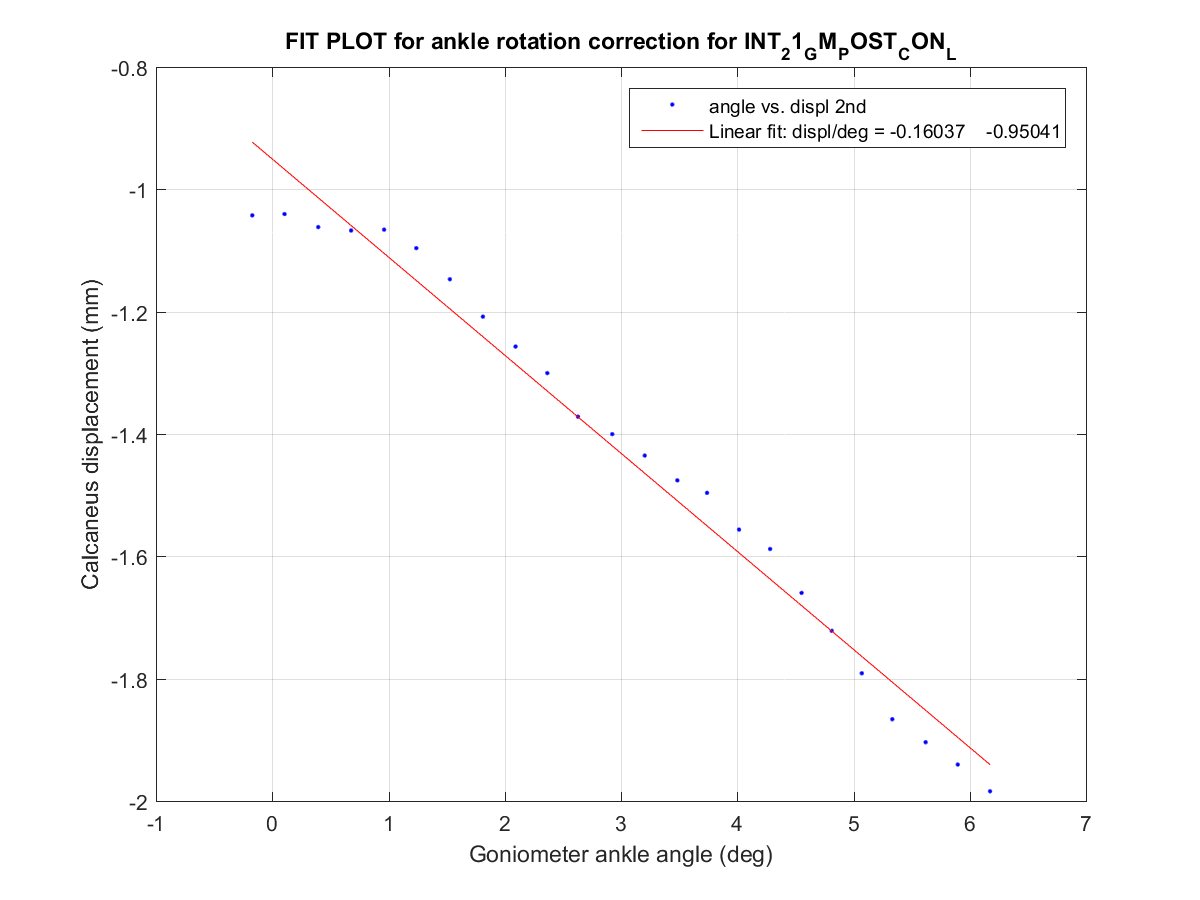 FIT PLOT for ankle rotation correction for INT₂1_GM_POST_CON_L
angle vs. displ 2nd
Linear fit: displ/deg = -0.16037 -0.95041
-0.8
-1
-1.2
-1.4
-1.6
-1.8
-2
Calcaneus displacement (mm)
-1 0 1 2 3 4 5 6 7
Goniometer ankle angle (deg)